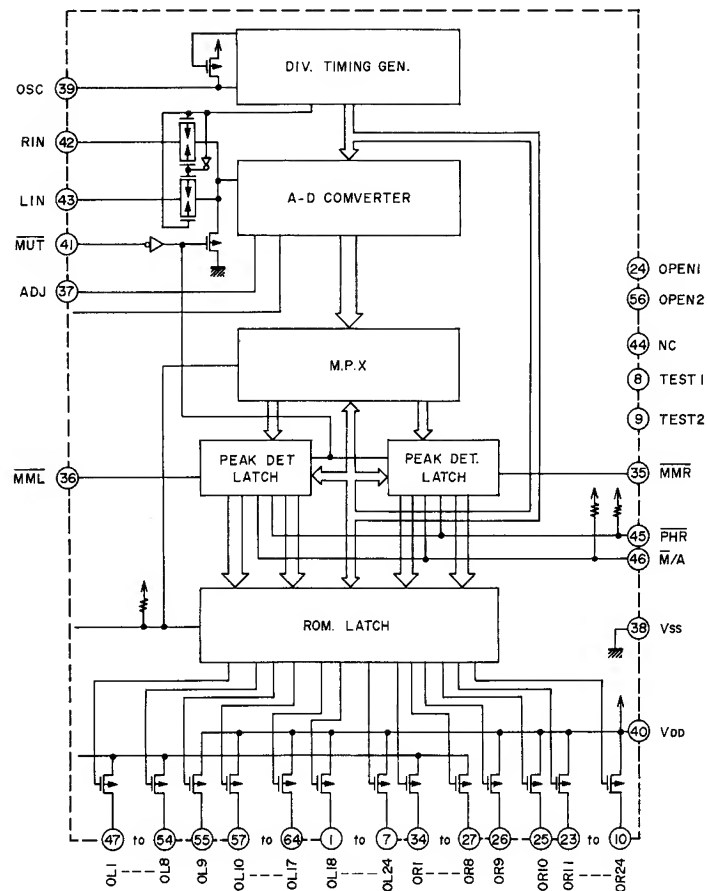 DIV. TIMING GEN.
OSC 39
RIN 42
A-D COMVERTER
LIN 43
MUT 41
24 OPEN1
ADJ 37
56 OPEN2
44 NC
M.P.X
8 TEST 1
9 TEST2
PEAK DET
LATCH
PEAK DET.
LATCH
MML 36
35 MMR
45 PHR
46 M/A
ROM. LATCH
38 VSS
40 VDD
47 to 54 55 57 to 64 1 to 7 34 to 27 26 25 23 to 10
OL1 ----- OL8 OL9 OL10 ----- OL17 OL18 ----- OL24 OR1 ----- OR8 OR9 OR10 OR11 ----- OR24